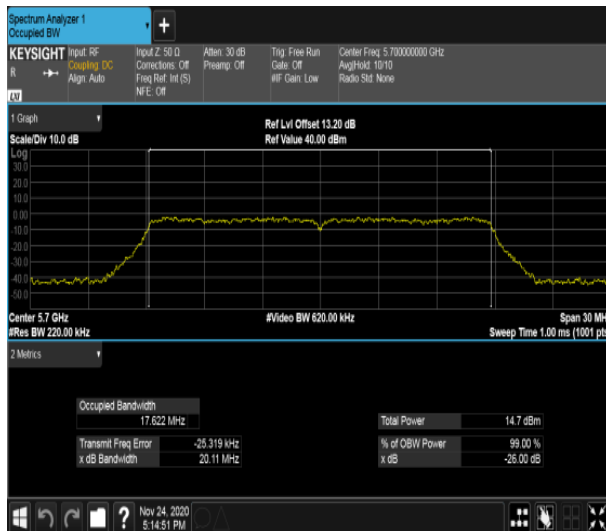 Spectrum Analyzer 1
Occupied BW
+
KEYSIGHT Input: RF Input Z: 50 Ω Atten: 30 dB Trig: Free Run Center Freq: 5.700000000 GHz
R Coupling: DC Corrections: Off Preamp: Off Gate: Off Avg|Hold: 10/10
Align: Auto Freq Ref: Int (S) #IF Gain: Low Radio Std: None
LXI NFE: Off
1 Graph
Ref Lvl Offset 13.20 dB
Scale/Div 10.0 dB Ref Value 40.00 dBm
Log
30.0
20.0
10.0
0.00
-10.0
-20.0
-30.0
-40.0
-50.0
Center 5.7 GHz #Video BW 620.00 kHz Span 30 MH
#Res BW 220.00 kHz Sweep Time 1.00 ms (1001 pts
2 Metrics
Occupied Bandwidth
17.622 MHz Total Power 14.7 dBm
Transmit Freq Error -25.319 kHz % of OBW Power 99.00 %
x dB Bandwidth 20.11 MHz x dB -26.00 dB
? Nov 24, 2020
5:14:51 PM